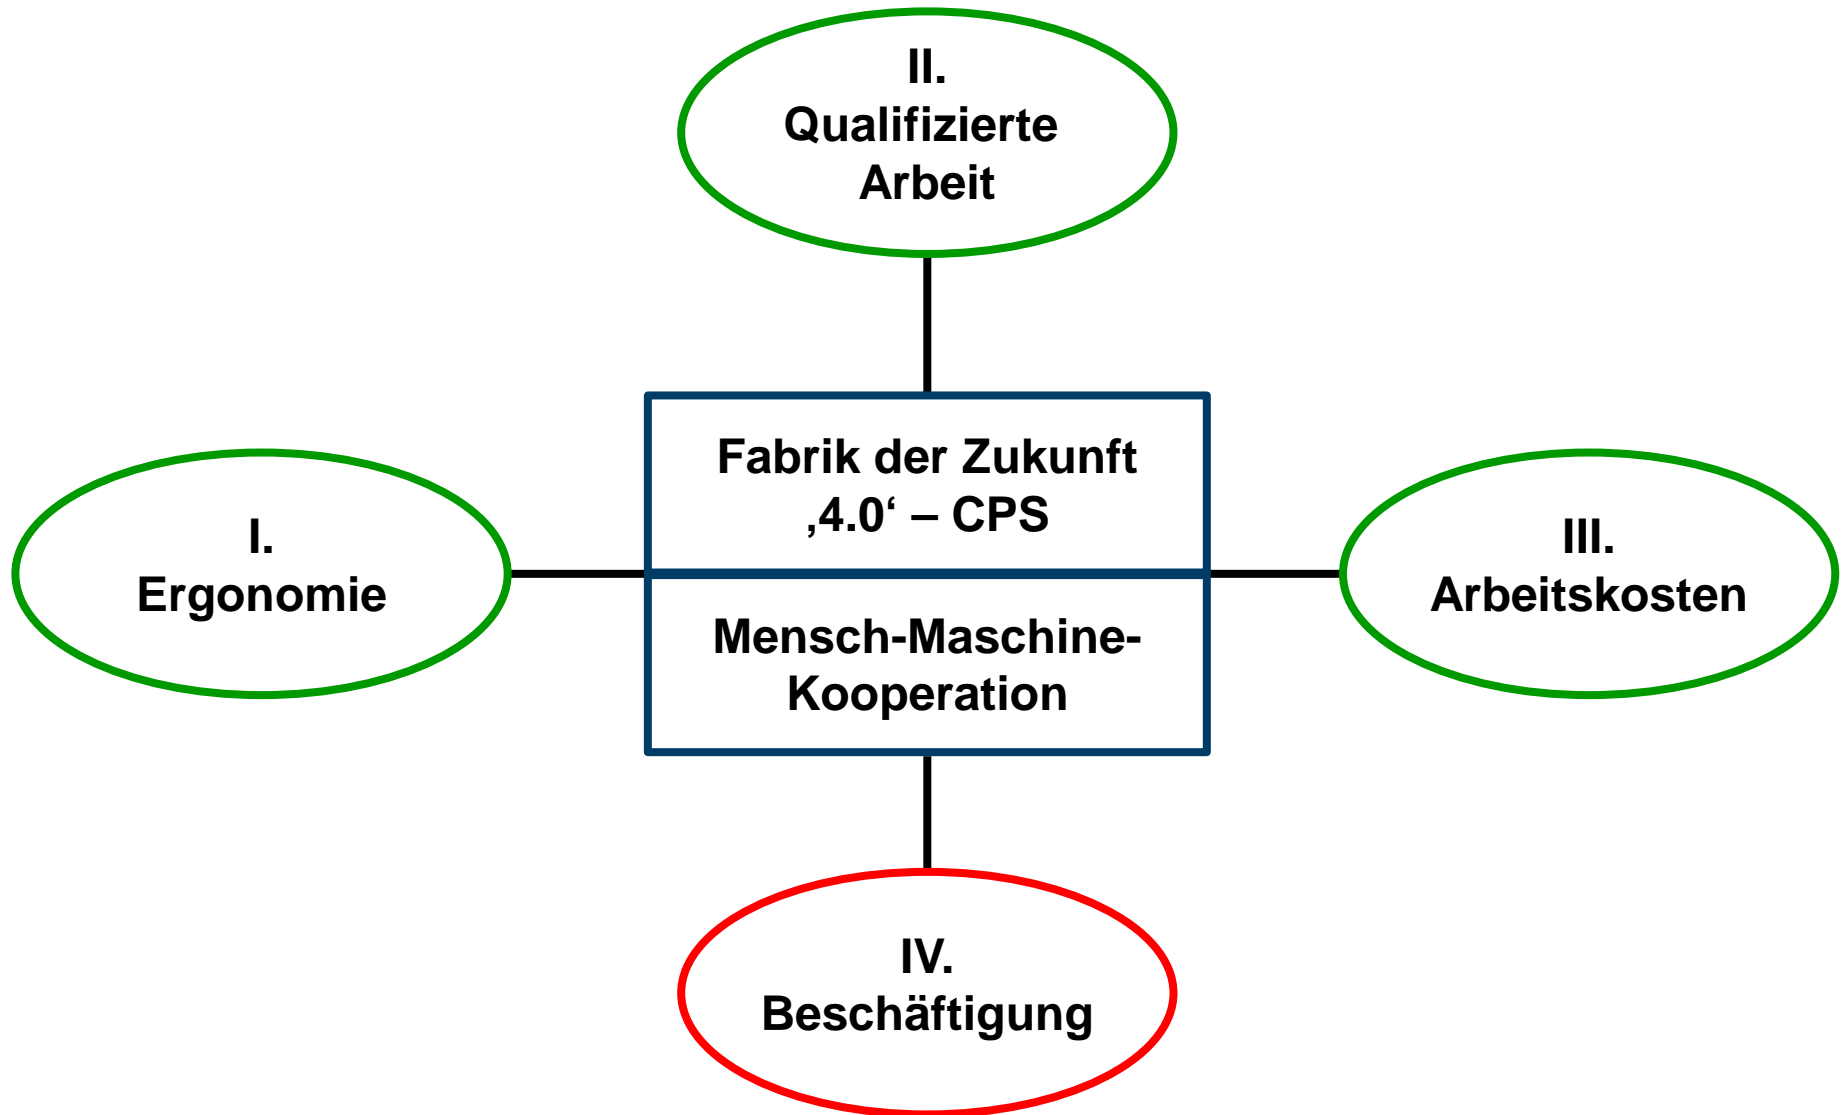 II.
Qualifizierte
Arbeit
Fabrik der Zukunft
‚4.0‘ – CPS
I.
Ergonomie
III.
Arbeitskosten
Mensch-Maschine-
Kooperation
IV.
Beschäftigung